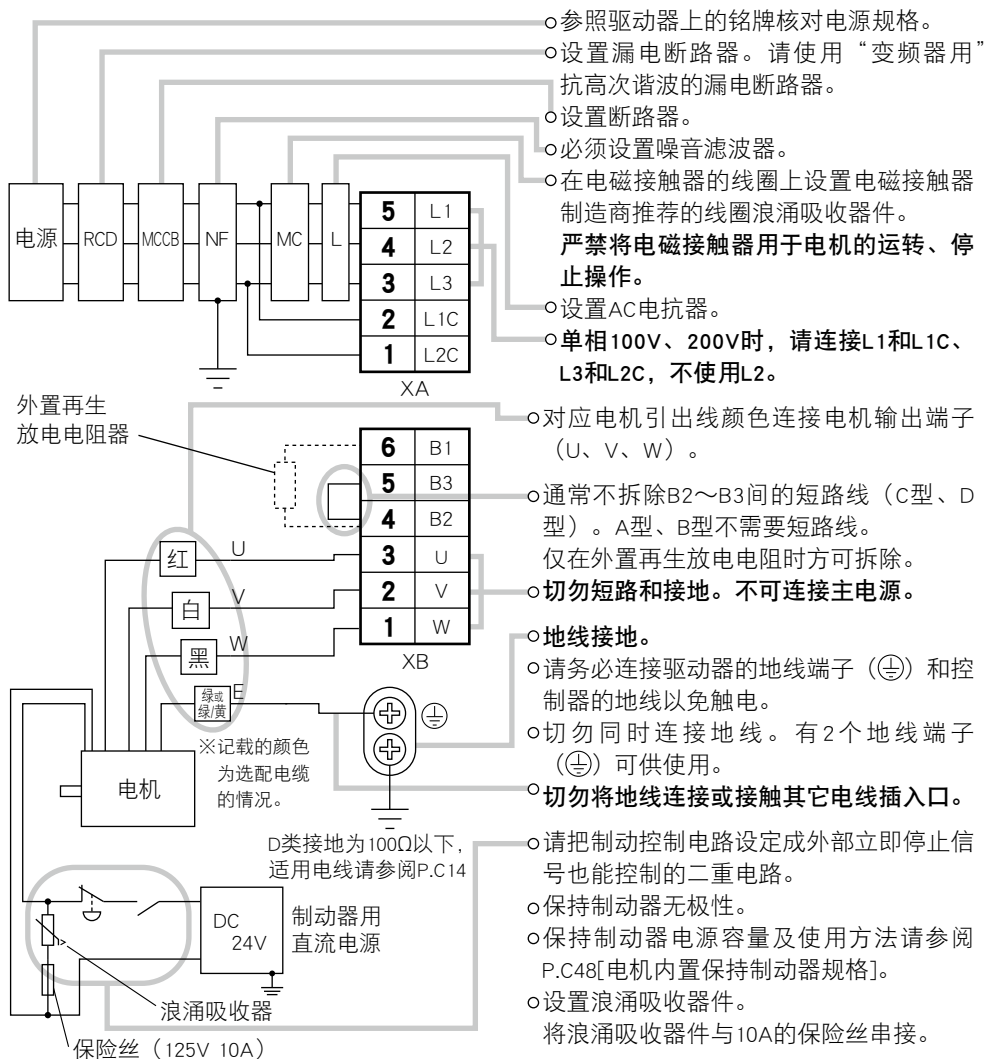 参照驱动器上的铭牌核对电源规格。
设置漏电断路器。请使用“变频器用”
抗高次谐波的漏电断路器。
设置断路器。
必须设置噪音滤波器。
在电磁接触器的线圈上设置电磁接触器
制造商推荐的线圈浪涌吸收器件。
严禁将电磁接触器用于电机的运转、停
止操作。
设置AC电抗器。
单相100V、200V时，请连接L1和L1C、
L3和L2C，不使用L2。
电源
RCD
MCCB
NF
MC
L
5 L1
4 L2
3 L3
2 L1C
1 L2C
XA
外置再生
放电电阻器
6 B1
5 B3
4 B2
3 U
2 V
1 W
XB
红 U
白 V
黑 W
绿或
绿/黄
E
※记载的颜色
为选配电缆
的情况。
电机
D类接地为100Ω以下，
适用电线请参阅P.C14
DC
24V
制动器用
直流电源
浪涌吸收器
保险丝（125V 10A）
对应电机引出线颜色连接电机输出端子
（U、V、W）。
通常不拆除B2～B3间的短路线（C型、D
型）。A型、B型不需要短路线。
仅在外置再生放电电阻时方可拆除。
切勿短路和接地。不可连接主电源。
地线接地。
请务必连接驱动器的地线端子（⏚）和控
制器的地线以免触电。
切勿同时连接地线。有2个地线端子
（⏚）可供使用。
切勿将地线连接或接触其它电线插入口。
请把制动控制电路设定成外部立即停止信
号也能控制的二重电路。
保持制动器无极性。
保持制动器电源容量及使用方法请参阅
P.C48[电机内置保持制动器规格]。
设置浪涌吸收器件。
将浪涌吸收器件与10A的保险丝串接。